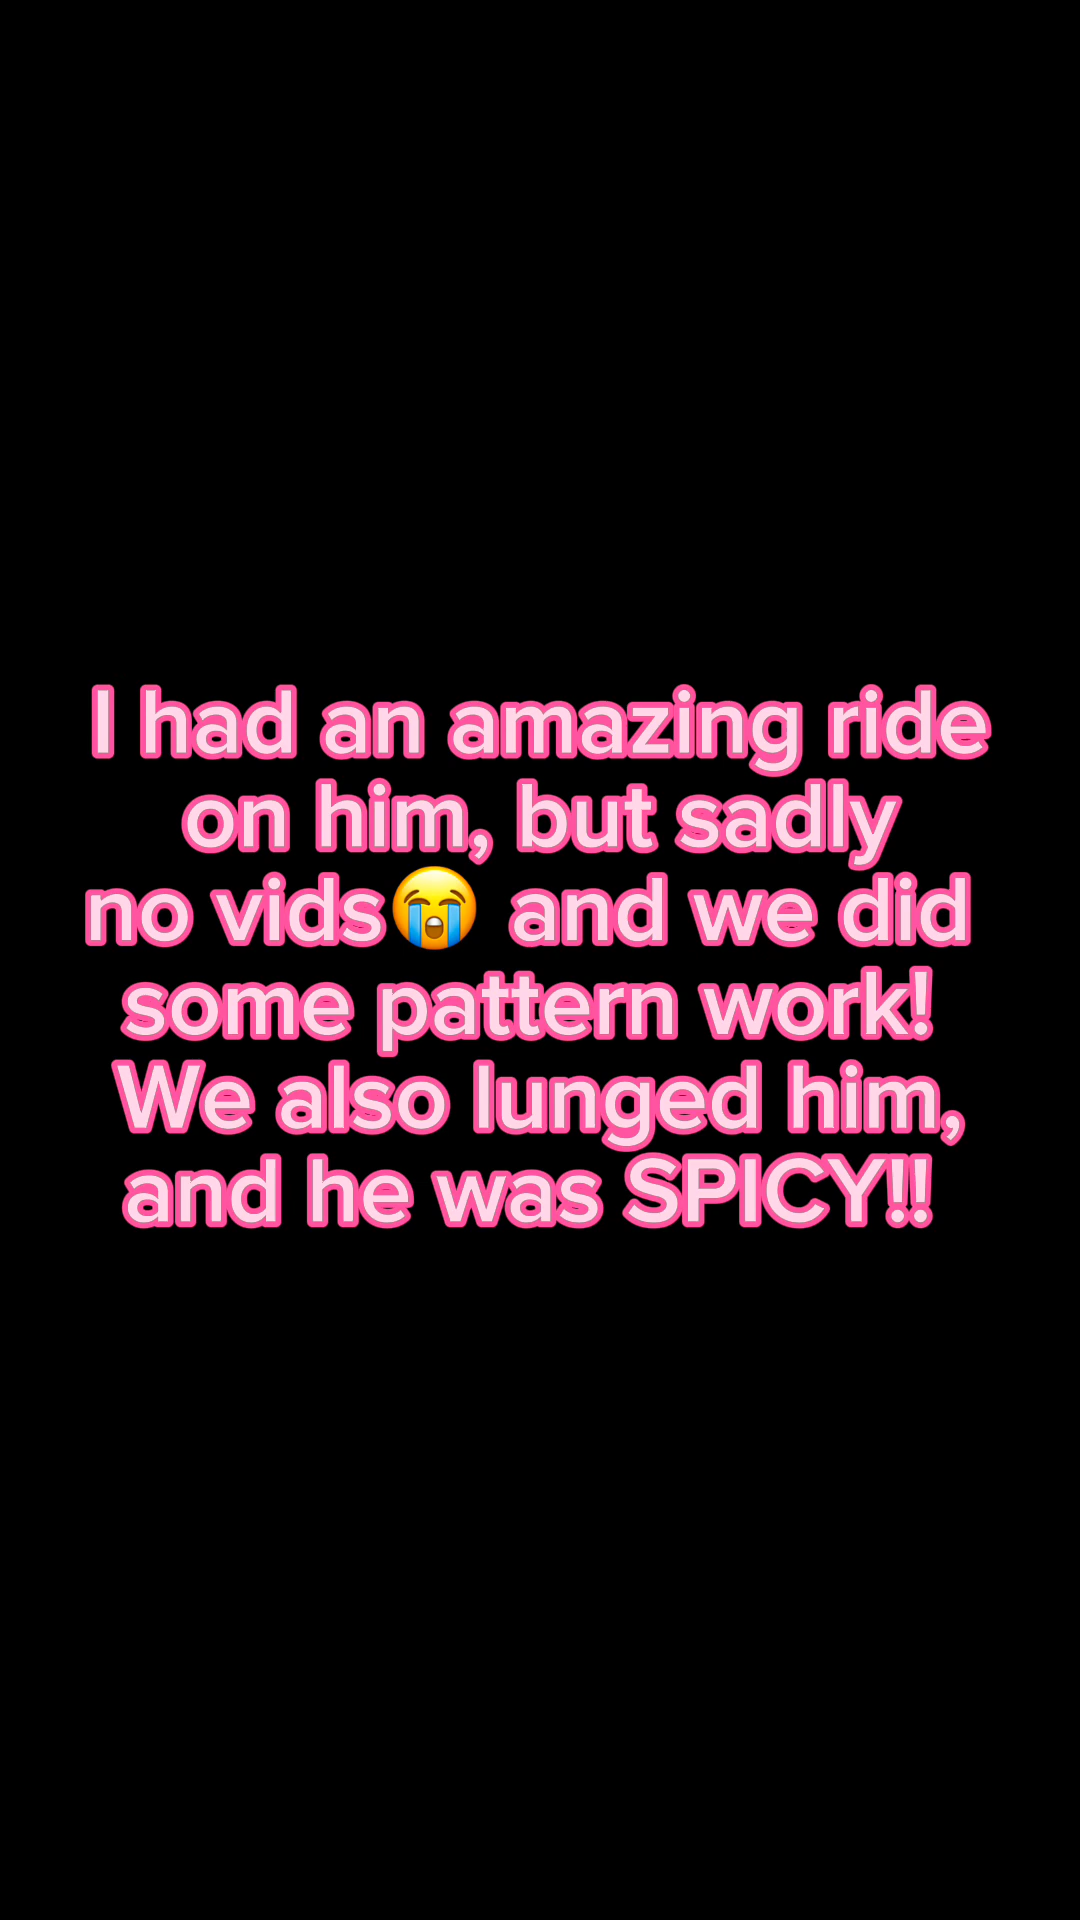 I had an amazing ride
on him, but sadly
no vids😭 and we did
some pattern work!
We also lunged him,
and he was SPICY!!